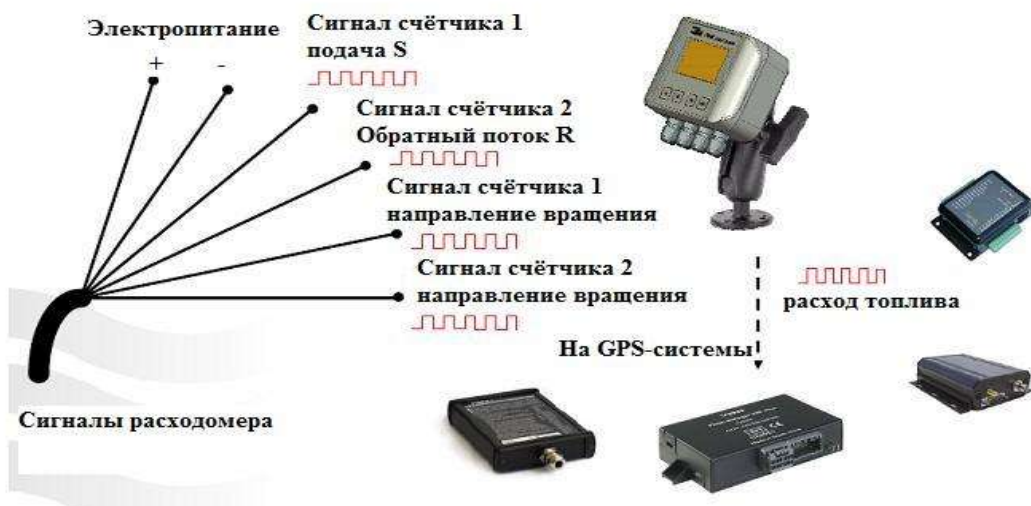 Электропитание
+ -
Сигнал счётчика 1
подача S
Сигнал счётчика 2
Обратный поток R
Сигнал счётчика 1
направление вращения
Сигнал счётчика 2
направление вращения
Сигналы расходомера
расход топлива
На GPS-системы